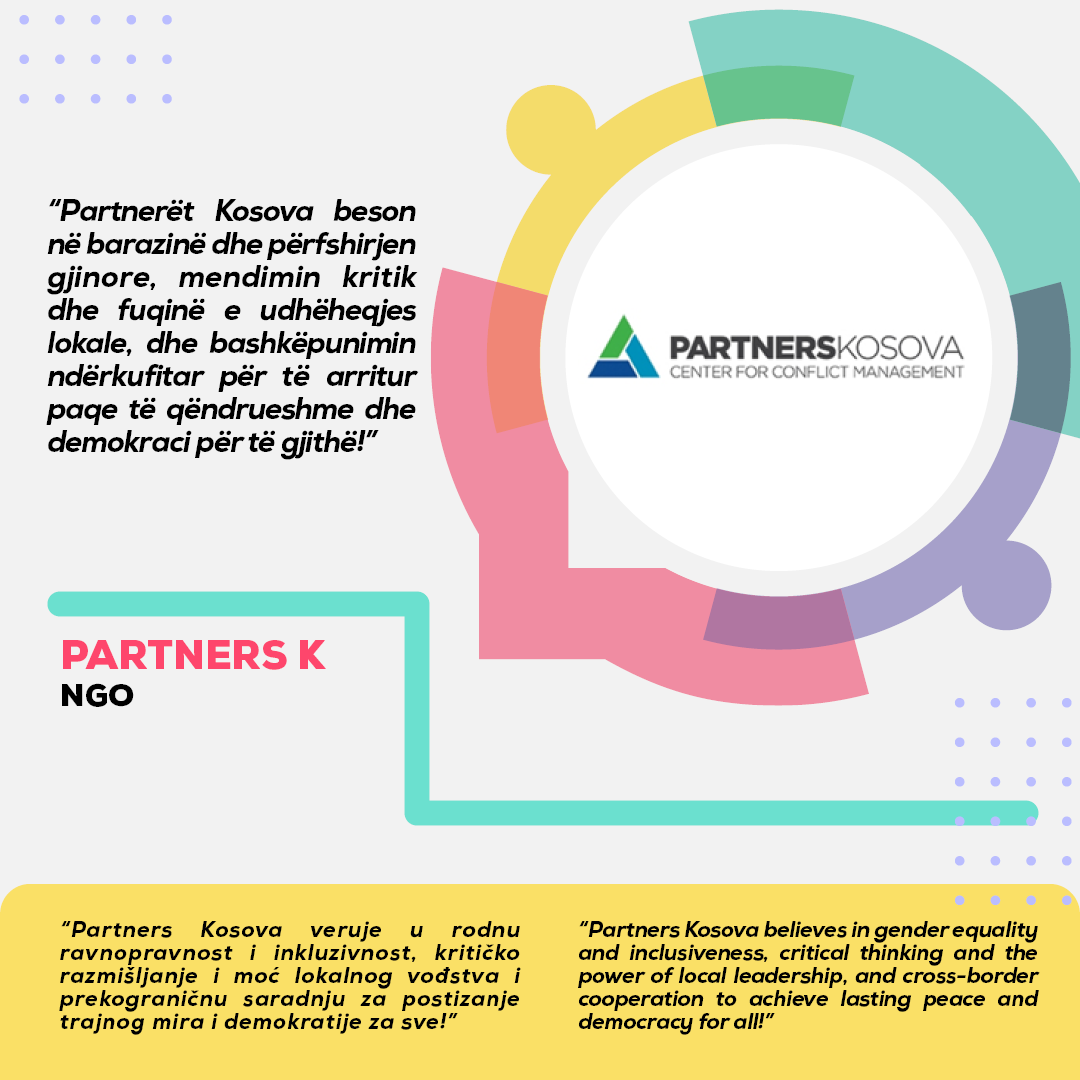 “Partnerët Kosova beson
në barazinë dhe përfshirjen
gjinore, mendimin kritik
dhe fuqinë e udhëheqjes
lokale, dhe bashkëpunimin
ndërkufitar për të arritur
paqe të qëndrueshme dhe
demokraci për të gjithë!”
PARTNERSKOSOVA
CENTER FOR CONFLICT MANAGEMENT
PARTNERS K
NGO
“Partners Kosova veruje u rodnu
ravnopravnost i inkluzivnost, kritičko
razmišljanje i moć lokalnog vođstva i
prekograničnu saradnju za postizanje
trajnog mira i demokratije za sve!”
“Partners Kosova believes in gender equality
and inclusiveness, critical thinking and the
power of local leadership, and cross-border
cooperation to achieve lasting peace and
democracy for all!”